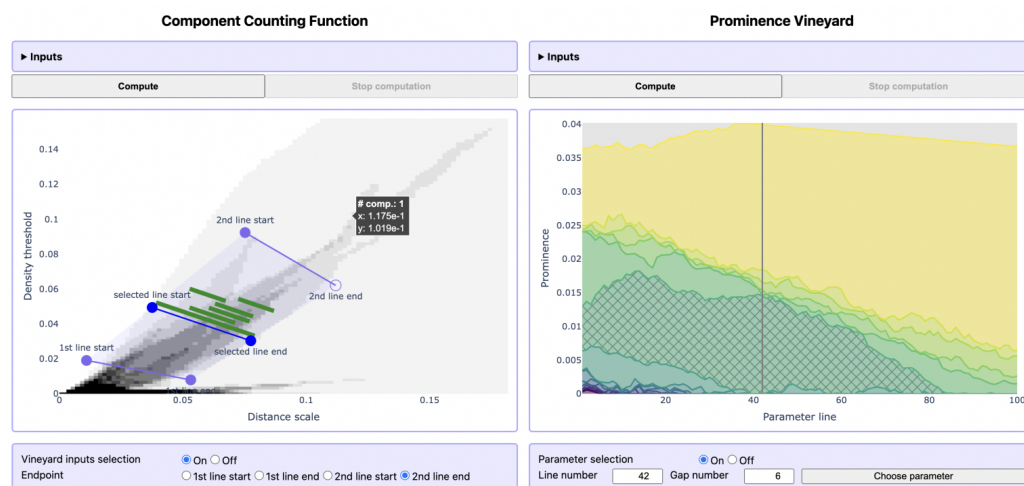 Component Counting Function
Inputs
Compute
Stop computation
Density threshold
0.14
0.12
0.1
0.08
0.06
0.04
0.02
0
# comp.: 1
x: 1.175e-1
y: 1.019e-1
2nd line start
2nd line end
selected line start
selected line end
1st line start
0
0.05
0.1
0.15
Distance scale
Vineyard inputs selection
On
Off
Endpoint
1st line start
1st line end
2nd line start
2nd line end
Prominence Vineyard
Inputs
Compute
Stop computation
Prominence
0.04
0.035
0.03
0.025
0.02
0.015
0.01
0.005
0
20
40
60
80
100
Parameter line
Parameter selection
On
Off
Line number
42
Gap number
6
Choose parameter